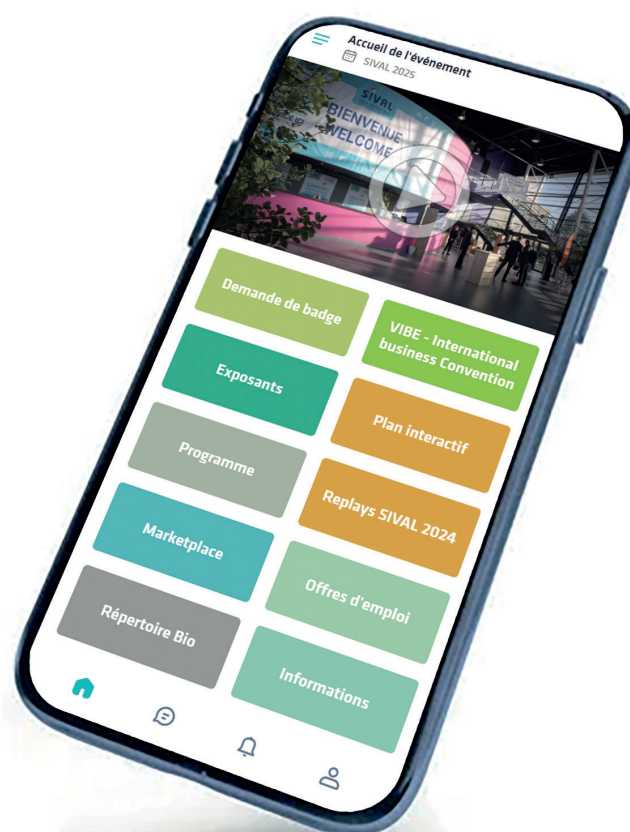 Accueil de l'événement
SIVAL 2025
SIVAL
BIENVENUE
WELCOME
Demande de badge
VIBE - International
business Convention
Exposants
Plan interactif
Programme
Replays SIVAL 2024
Marketplace
Offres d'emploi
Répertoire Bio
Informations